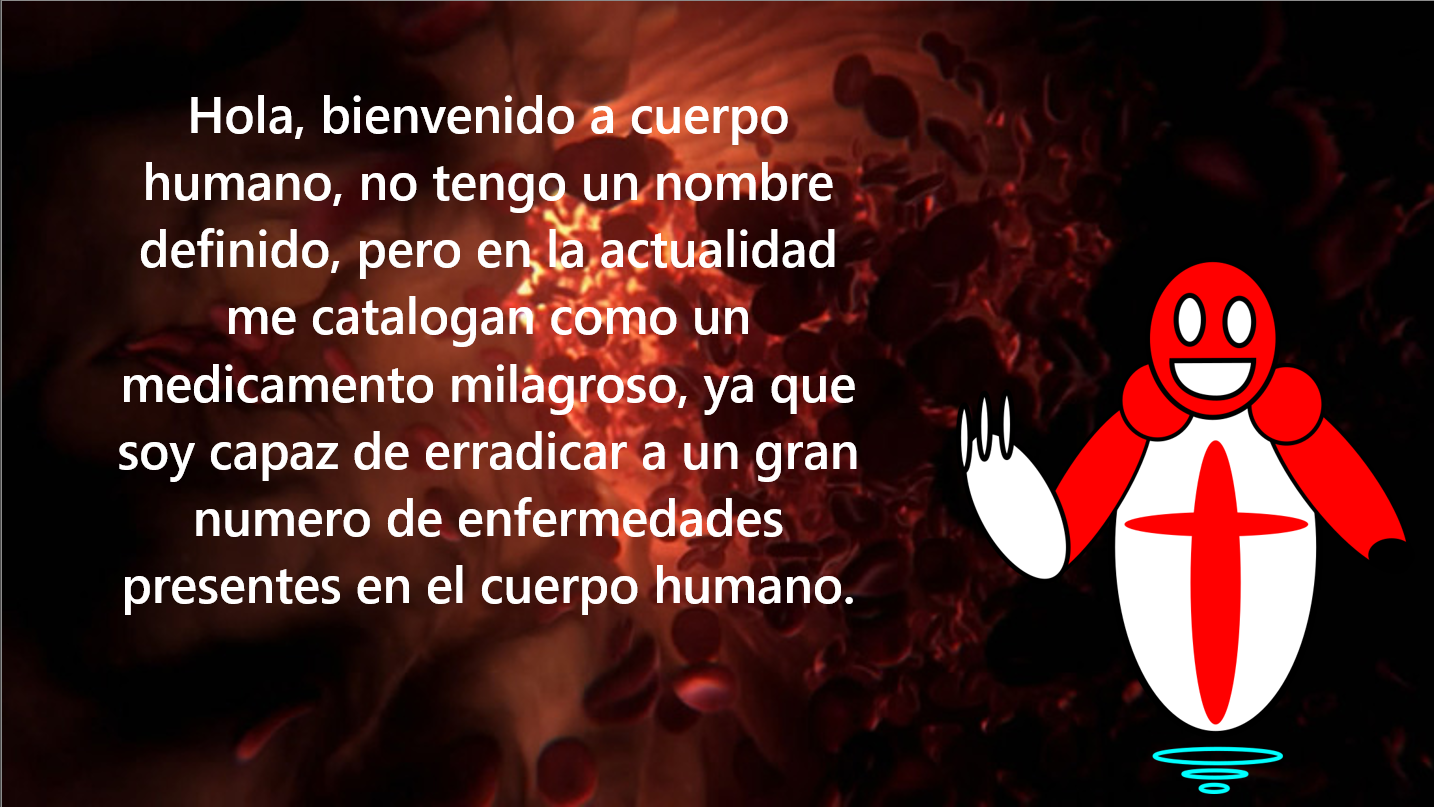 Hola, bienvenido a cuerpo
humano, no tengo un nombre
definido, pero en la actualidad
me catalogan como un
medicamento milagroso, ya que
soy capaz de erradicar a un gran
numero de enfermedades
presentes en el cuerpo humano.